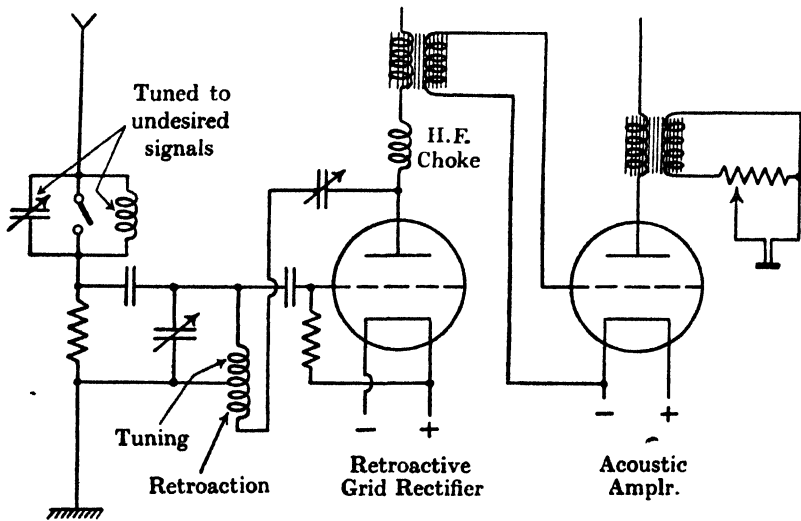 Tuned to
undesired
signals
H.F.
Choke
Tuning
Retroaction
−
+
Retroactive
Grid Rectifier
−
+
Acoustic
Amplr.